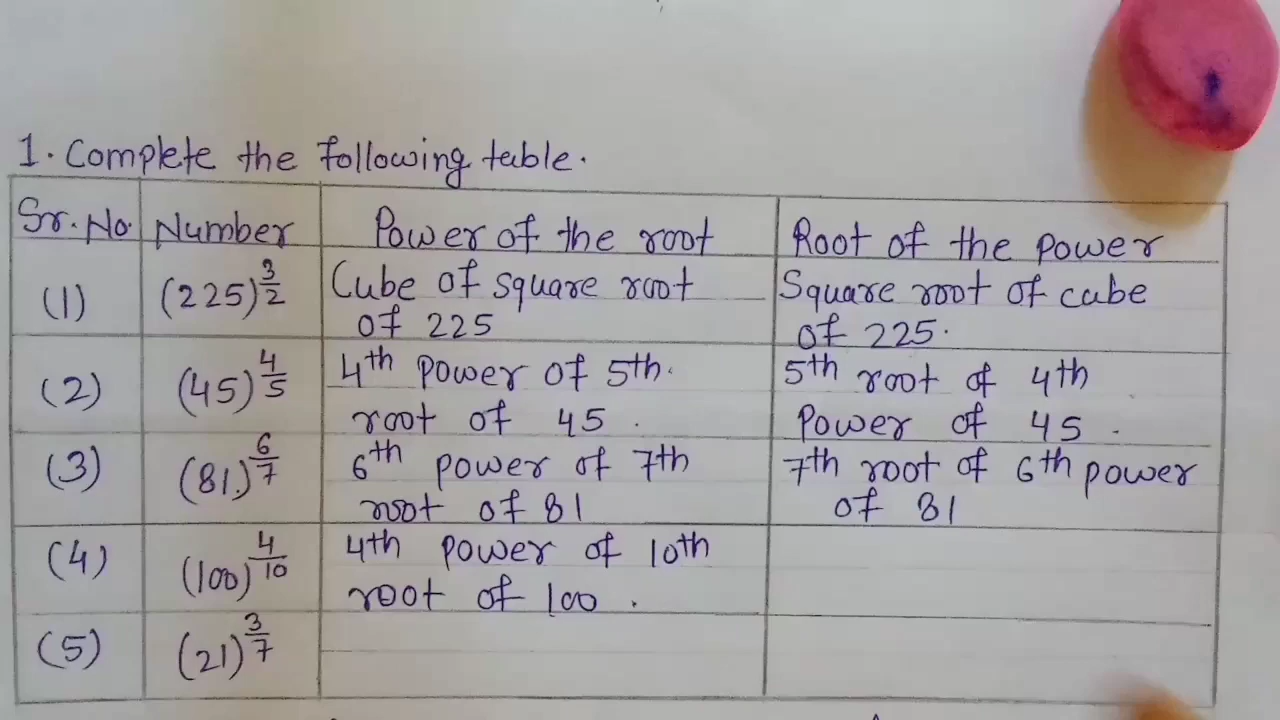 1. Complete the following table.
Sr. No. Number Power of the root Root of the power
(1) (225)^3/2 Cube of square root of 225 Square root of cube of 225.
(2) (45)^4/5 4th power of 5th root of 45. 5th root of 4th power of 45.
(3) (81)^6/7 6th power of 7th root of 81 7th root of 6th power of 81
(4) (100)^4/10 4th power of 10th root of 100.
(5) (21)^3/7